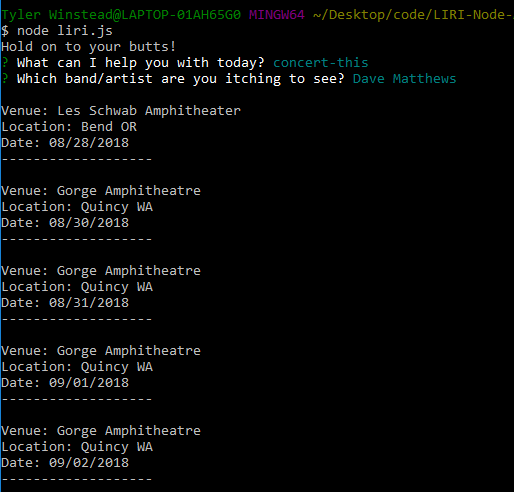 Tyler Winstead@LAPTOP-01AH65G0 MINGW64 ~/Desktop/code/LIRI-Node-
$ node liri.js
Hold on to your butts!
? What can I help you with today? concert-this
? Which band/artist are you itching to see? Dave Matthews
Venue: Les Schwab Amphitheater
Location: Bend OR
Date: 08/28/2018
-------------------
Venue: Gorge Amphitheatre
Location: Quincy WA
Date: 08/30/2018
-------------------
Venue: Gorge Amphitheatre
Location: Quincy WA
Date: 08/31/2018
-------------------
Venue: Gorge Amphitheatre
Location: Quincy WA
Date: 09/01/2018
-------------------
Venue: Gorge Amphitheatre
Location: Quincy WA
Date: 09/02/2018
-------------------